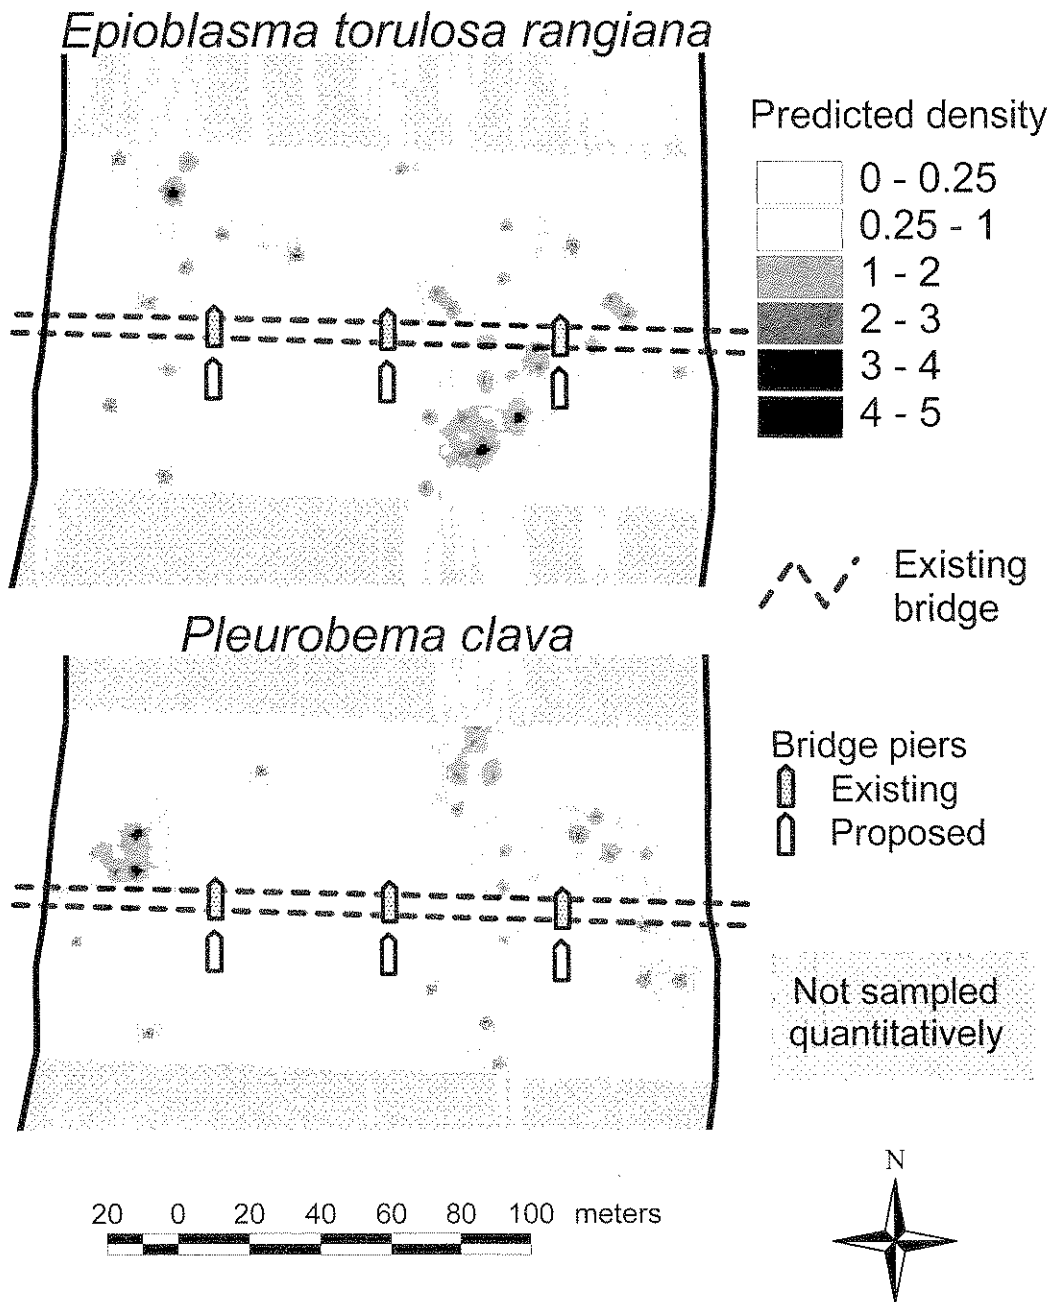 Epioblasma torulosa rangiana
Predicted density
0 - 0.25
0.25 - 1
1 - 2
2 - 3
3 - 4
4 - 5
Existing
bridge
Pleurobema clava
Bridge piers
Existing
Proposed
Not sampled
quantitatively
N
20 0 20 40 60 80 100 meters